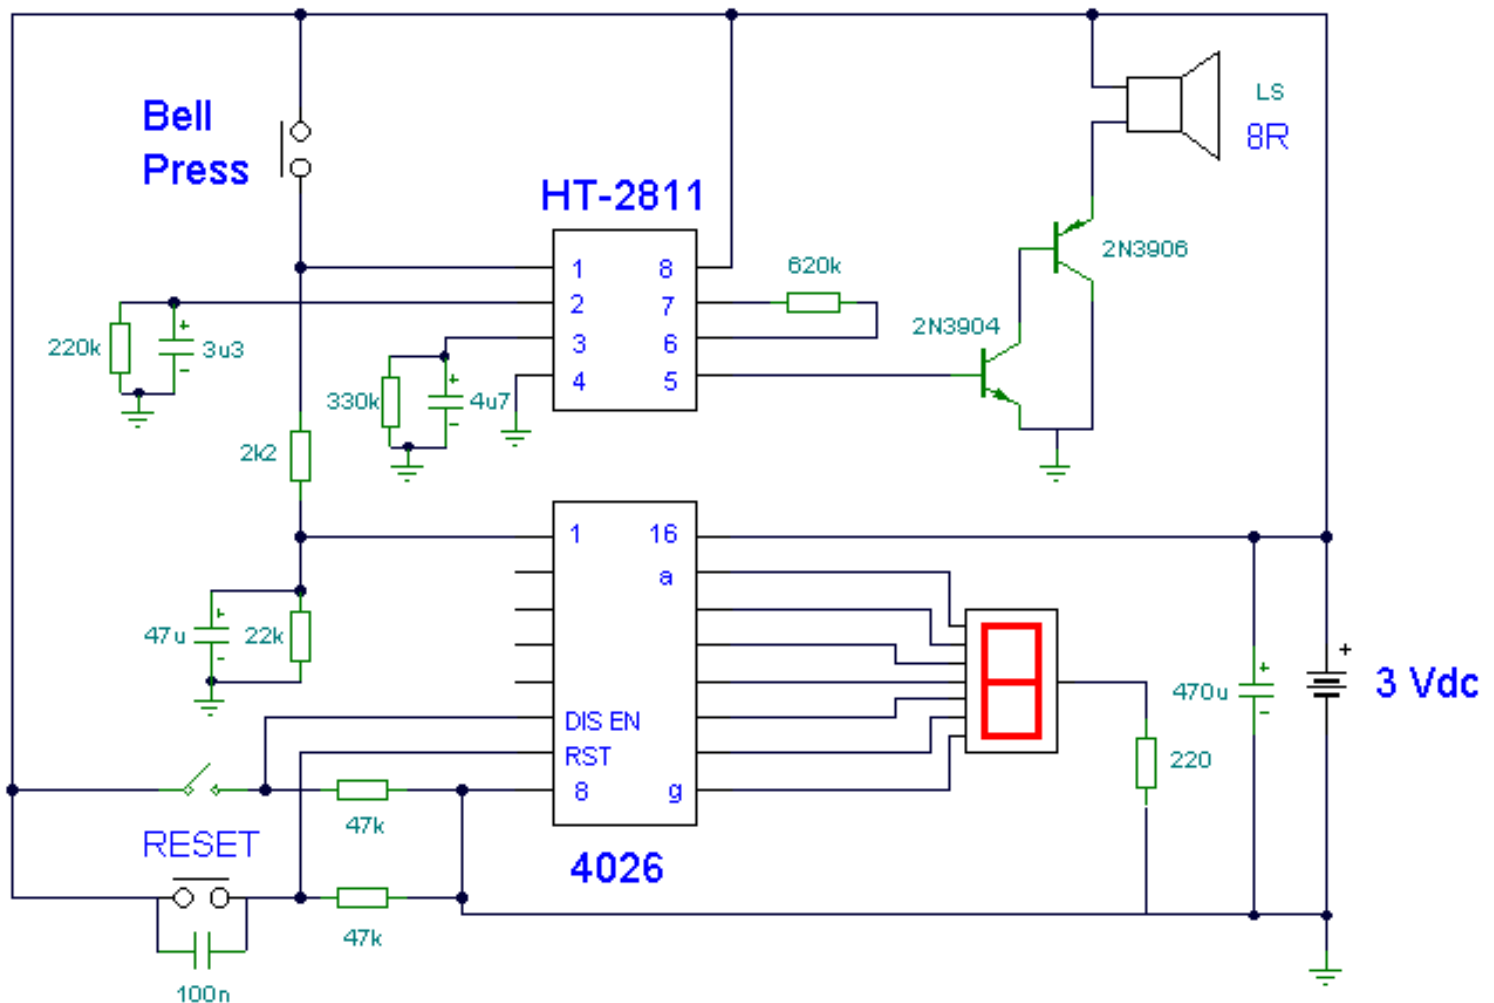 Bell
Press
LS
8R
HT-2811
2N3906
1 8
620k
2 7
2N3904
220k
3u3
+
-
3 6
4 5
330k
4u7
+
-
2k2
1 16
a
47u
22k
+
-
+
470u
+
-
3 Vdc
DIS EN
RST
220
8 g
47k
RESET
4026
47k
100n